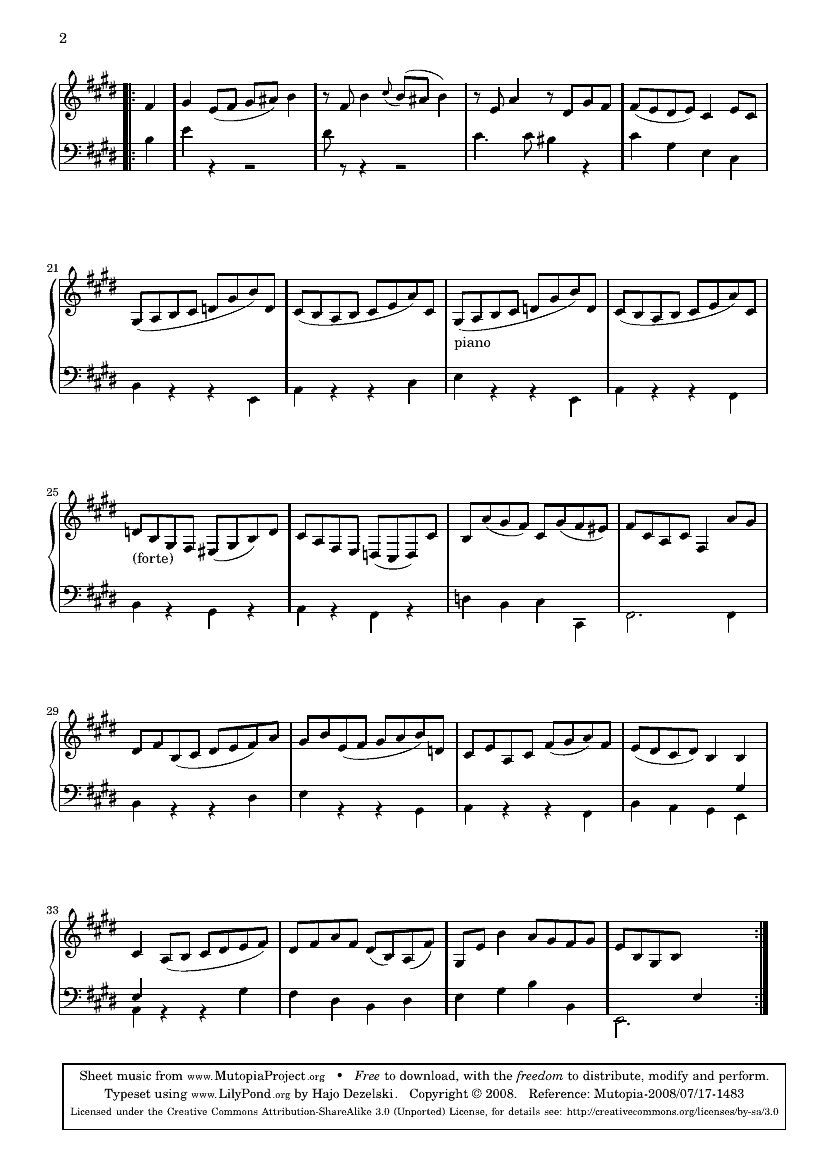 2
21
piano
25
(forte)
29
33
Sheet music from www.MutopiaProject.org • Free to download, with the freedom to distribute, modify and perform.
Typeset using www.LilyPond.org by Hajo Dezelski. Copyright © 2008. Reference: Mutopia-2008/07/17-1483
Licensed under the Creative Commons Attribution-ShareAlike 3.0 (Unported) License, for details see: http://creativecommons.org/licenses/by-sa/3.0